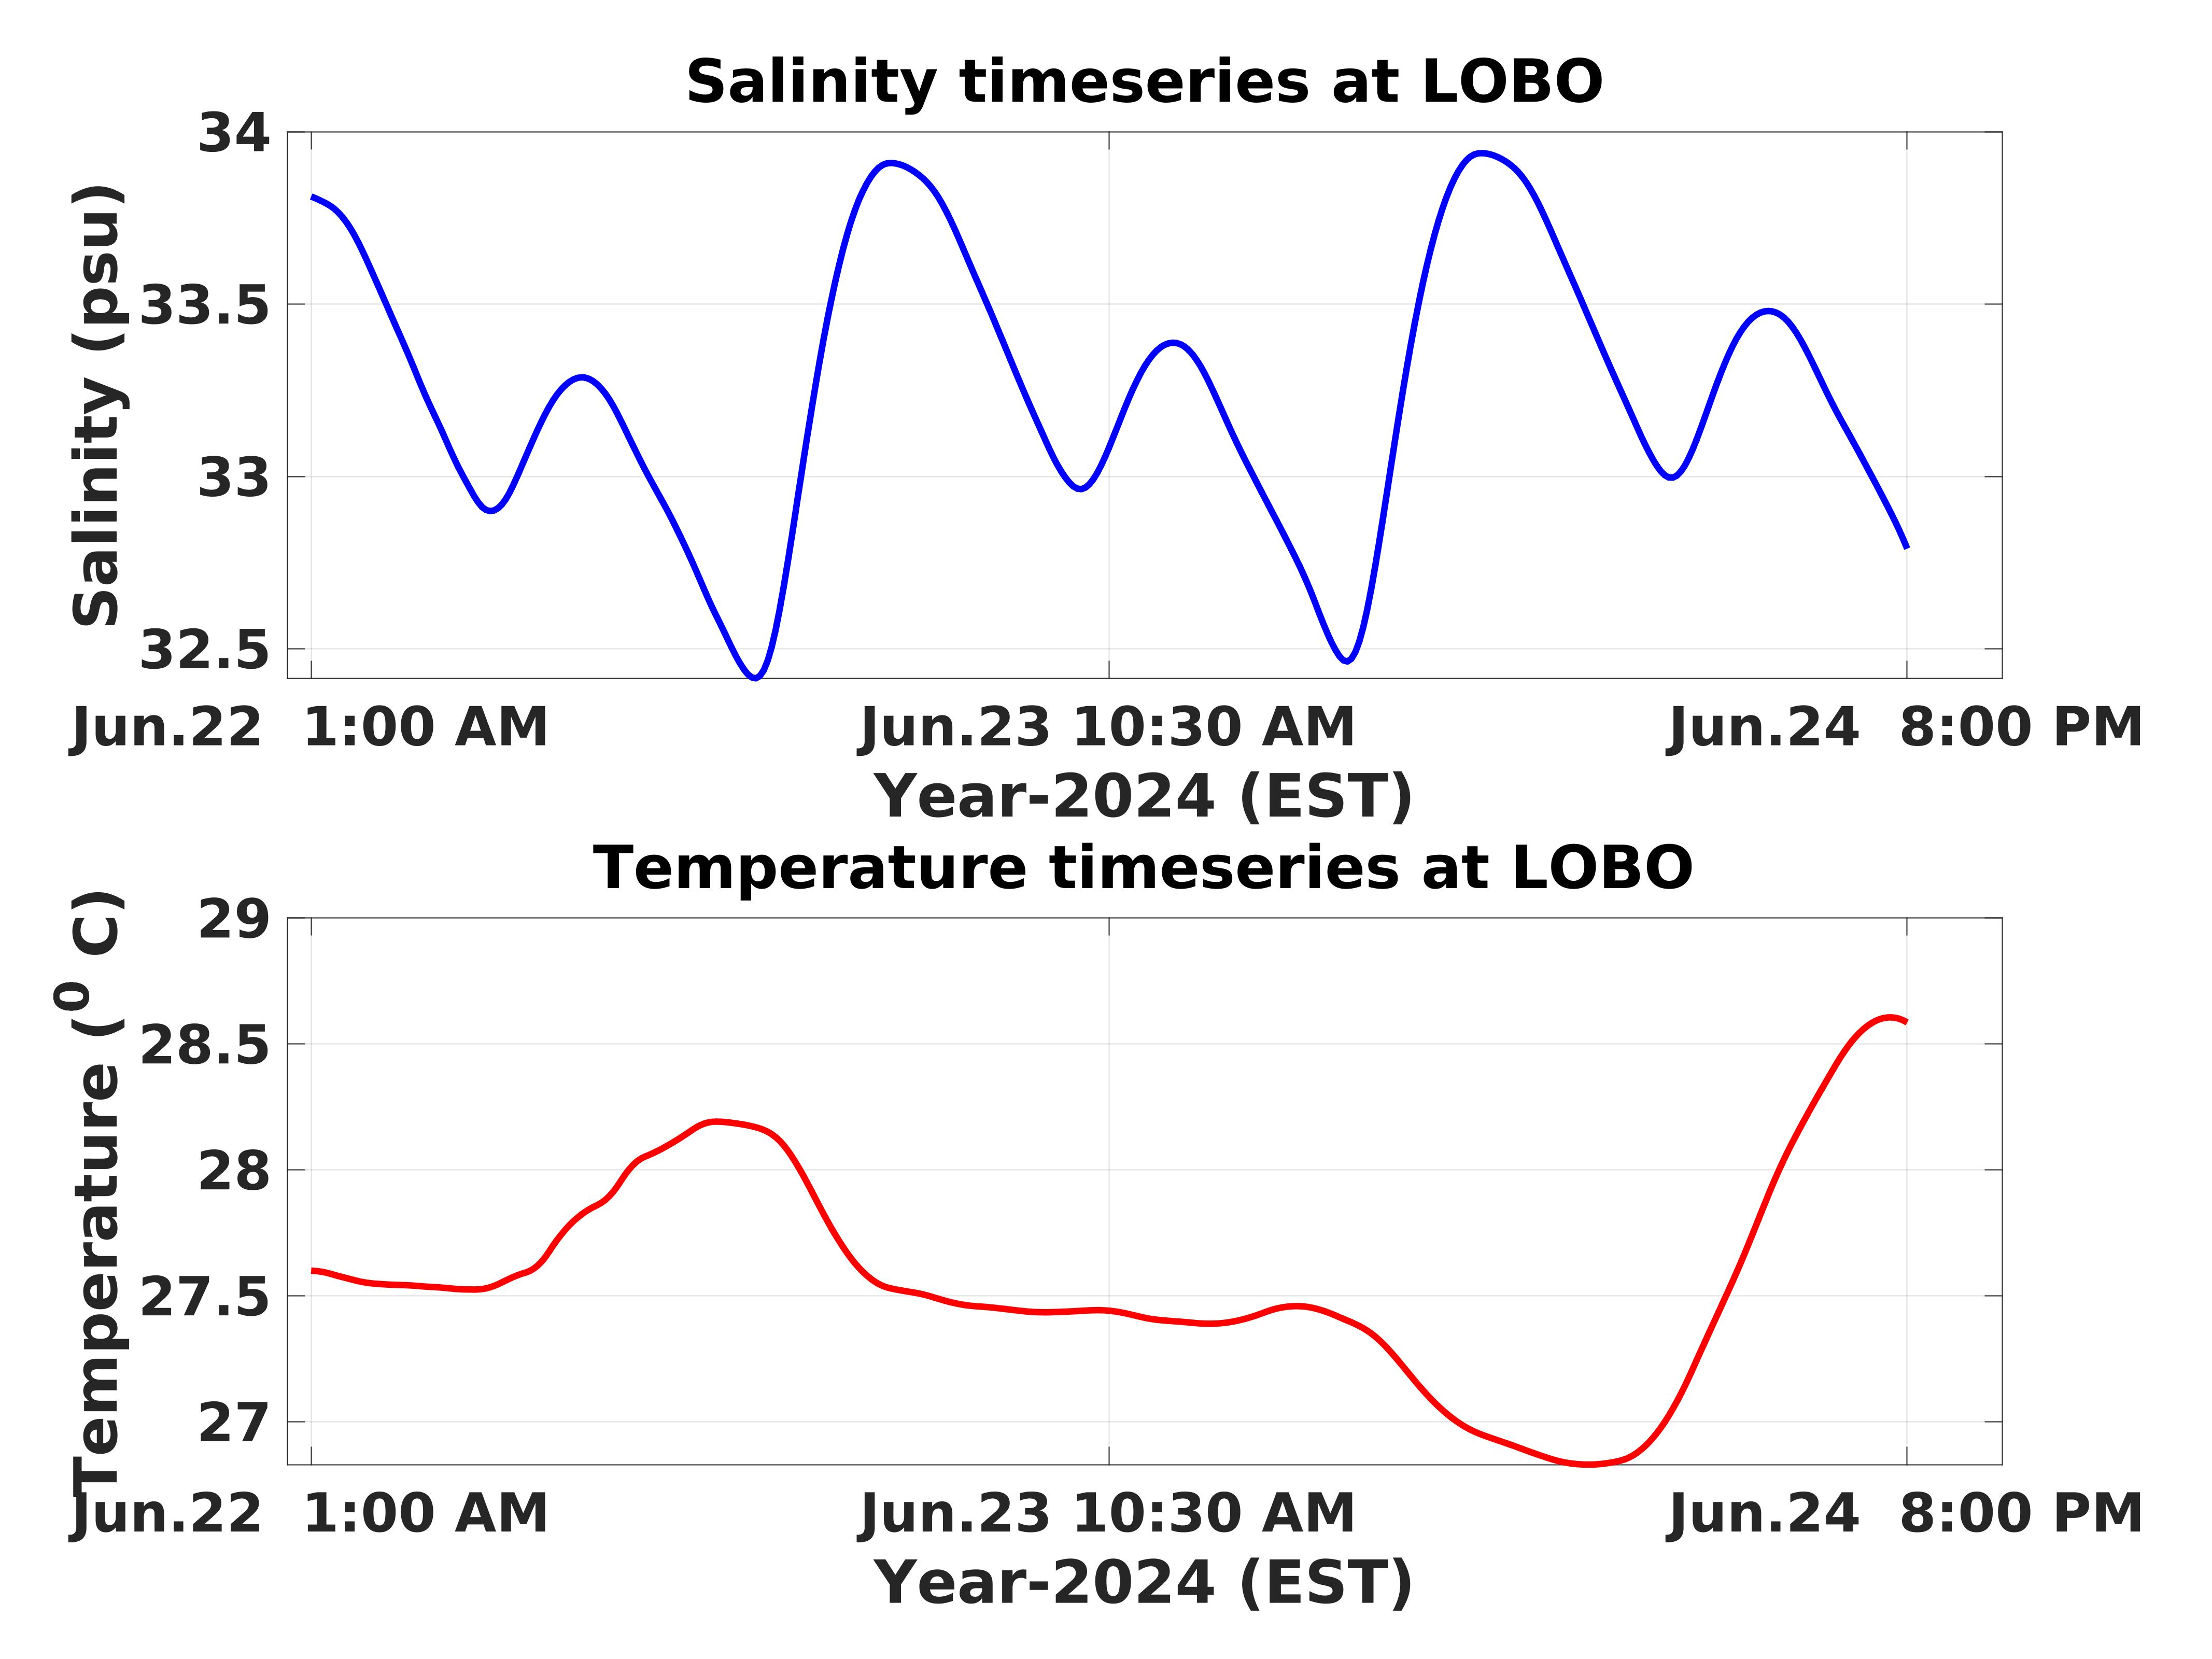 Salinity timeseries at LOBO
Salinity (psu)
34
33.5
33
32.5
Jun.22 1:00 AM Jun.23 10:30 AM Jun.24 8:00 PM
Year-2024 (EST)
Temperature timeseries at LOBO
Temperature (⁰ C)
29
28.5
28
27.5
27
Jun.22 1:00 AM Jun.23 10:30 AM Jun.24 8:00 PM
Year-2024 (EST)